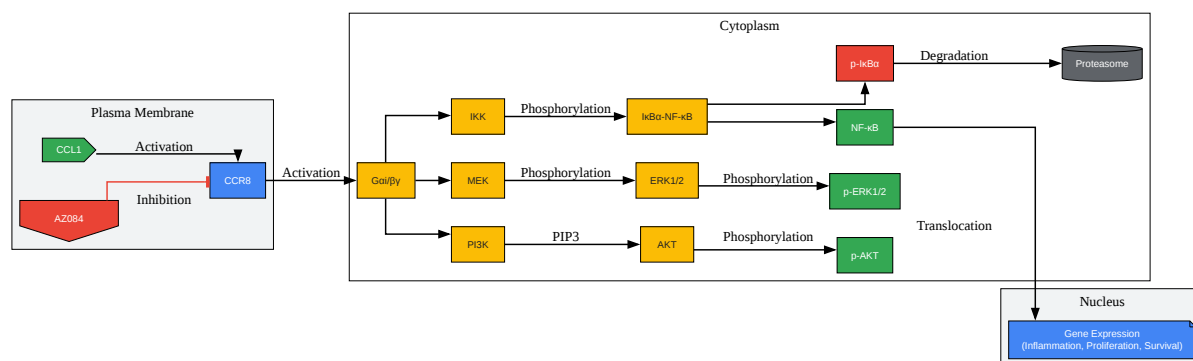 Cytoplasm
p-IκBα
Degradation
Proteasome
Plasma Membrane
IKK
Phosphorylation
IκBα-NF-κB
NF-κB
CCL1
Activation
CCR8
Activation
Gαi/βγ
MEK
Phosphorylation
ERK1/2
Phosphorylation
p-ERK1/2
Inhibition
AZ084
PI3K
PIP3
AKT
Phosphorylation
p-AKT
Translocation
Nucleus
Gene Expression
(Inflammation, Proliferation, Survival)